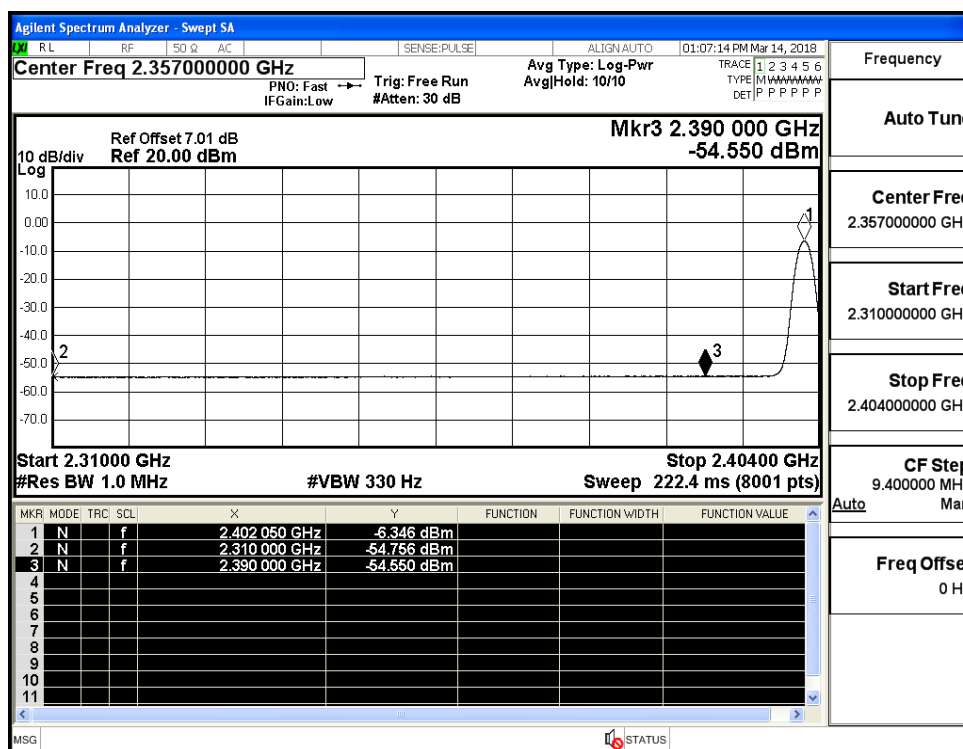 Agilent Spectrum Analyzer - Swept SA
LXI RL RF 50 Ω AC SENSE:PULSE ALIGN AUTO 01:07:14 PM Mar 14, 2018
Center Freq 2.357000000 GHz
PNO: Fast
IFGain:Low
Trig: Free Run
#Atten: 30 dB
Avg Type: Log-Pwr
Avg|Hold: 10/10
TRACE 1 2 3 4 5 6
TYPE M WWWWW
DET P P P P P P
Ref Offset 7.01 dB
10 dB/div Ref 20.00 dBm
Log
Mkr3 2.390 000 GHz
-54.550 dBm
10.0
0.00
-10.0
-20.0
-30.0
-40.0
-50.0
-60.0
-70.0
1
2
3
Start 2.31000 GHz Stop 2.40400 GHz
#Res BW 1.0 MHz #VBW 330 Hz Sweep 222.4 ms (8001 pts)
MKR MODE TRC SCL X Y FUNCTION FUNCTION WIDTH FUNCTION VALUE
1 N f 2.402 050 GHz -6.346 dBm
2 N f 2.310 000 GHz -54.756 dBm
3 N f 2.390 000 GHz -54.550 dBm
4
5
6
7
8
9
10
11
MSG STATUS
Frequency
Auto Tun
Center Fre
2.357000000 GH
Start Fre
2.310000000 GH
Stop Fre
2.404000000 GH
CF Step
9.400000 MH
Auto Ma
Freq Offse
0 H